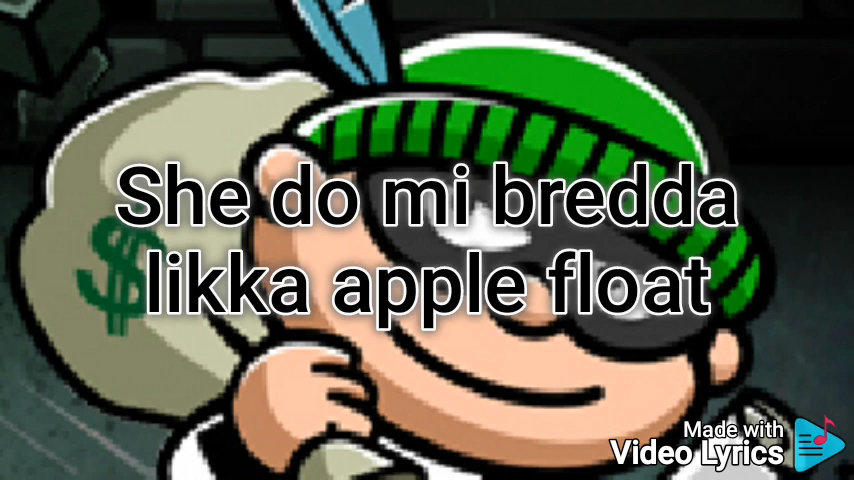 She do mi bredda
likka apple float
$
Made with
Video Lyrics